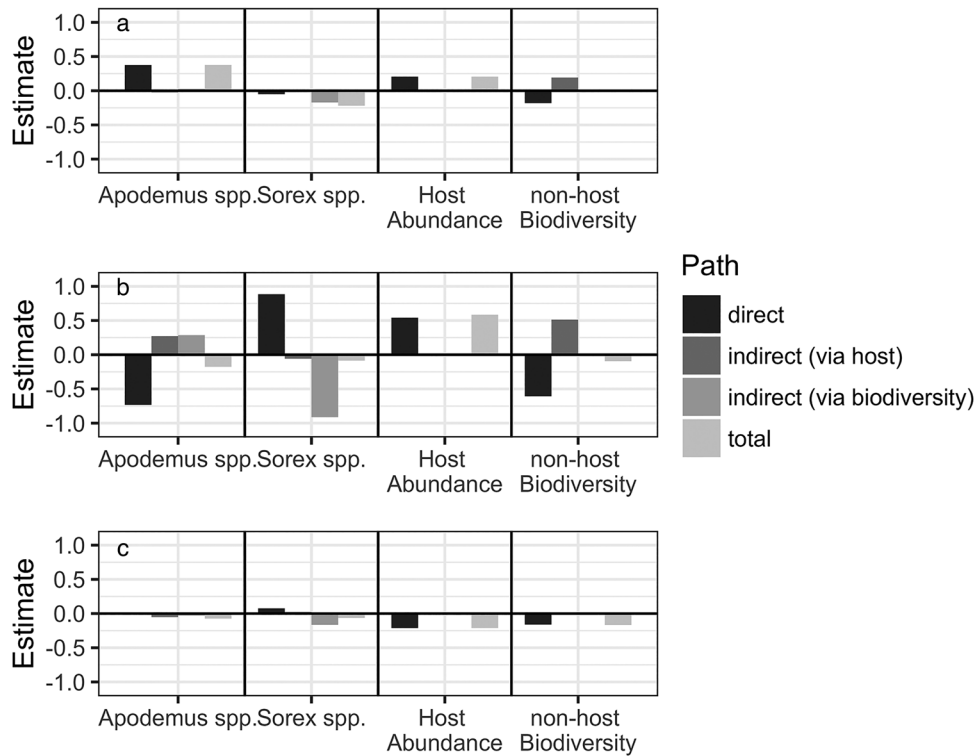 a
1.0
0.5
0.0
-0.5
-1.0
Estimate
Apodemus spp. Sorex spp. Host Abundance non-host Biodiversity
b
1.0
0.5
0.0
-0.5
-1.0
Estimate
Apodemus spp. Sorex spp. Host Abundance non-host Biodiversity
Path
direct
indirect (via host)
indirect (via biodiversity)
total
c
1.0
0.5
0.0
-0.5
-1.0
Estimate
Apodemus spp. Sorex spp. Host Abundance non-host Biodiversity